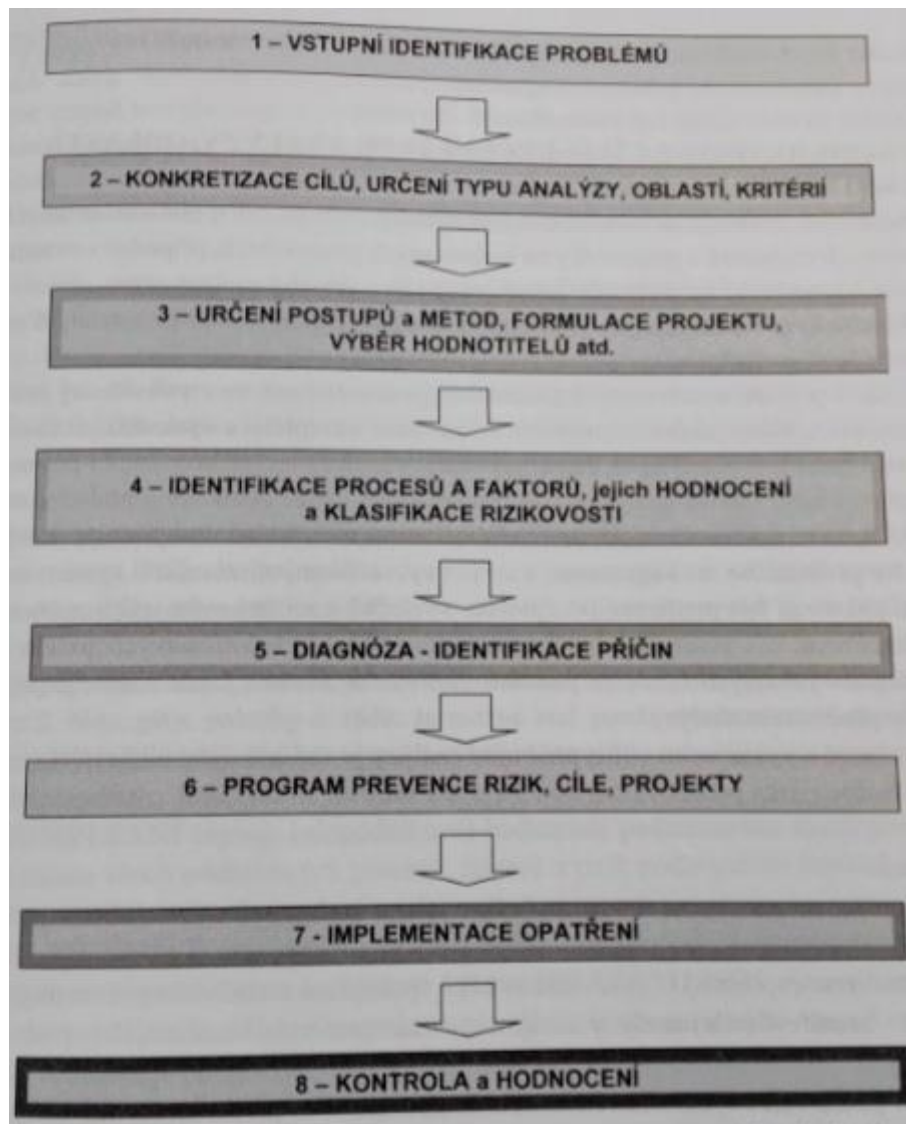 1 – VSTUPNÍ IDENTIFIKACE PROBLÉMŮ
2 – KONKRETIZACE CÍLŮ, URČENÍ TYPU ANALÝZY, OBLASTÍ, KRITÉRIÍ
3 – URČENÍ POSTUPŮ a METOD, FORMULACE PROJEKTU,
VÝBĚR HODNOTITELŮ atd.
4 – IDENTIFIKACE PROCESŮ A FAKTORŮ, jejich HODNOCENÍ
a KLASIFIKACE RIZIKOVOSTI
5 – DIAGNÓZA - IDENTIFIKACE PŘÍČIN
6 – PROGRAM PREVENCE RIZIK, CÍLE, PROJEKTY
7 - IMPLEMENTACE OPATŘENÍ
8 – KONTROLA a HODNOCENÍ